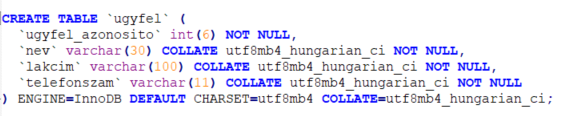 CREATE TABLE `ugyfel` (
`ugyfel_azonosito` int(6) NOT NULL,
`nev` varchar(30) COLLATE utf8mb4_hungarian_ci NOT NULL,
`lakcim` varchar(100) COLLATE utf8mb4_hungarian_ci NOT NULL,
`telefonszam` varchar(11) COLLATE utf8mb4_hungarian_ci NOT NULL
) ENGINE=InnoDB DEFAULT CHARSET=utf8mb4 COLLATE=utf8mb4_hungarian_ci;